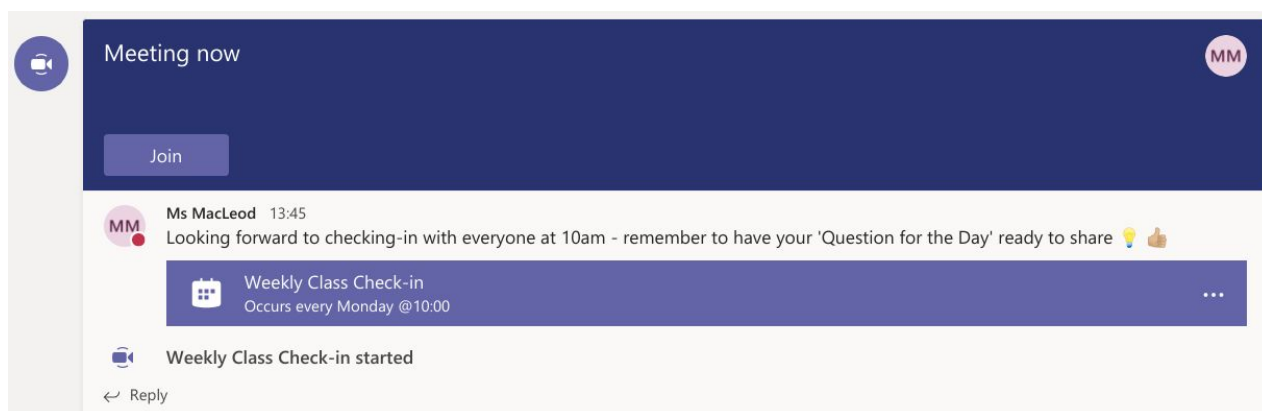 Meeting now
MM
Join
MM
Ms MacLeod 13:45
Looking forward to checking-in with everyone at 10am - remember to have your 'Question for the Day' ready to share 💡 👍🏼
Weekly Class Check-in
Occurs every Monday @10:00
Weekly Class Check-in started
Reply